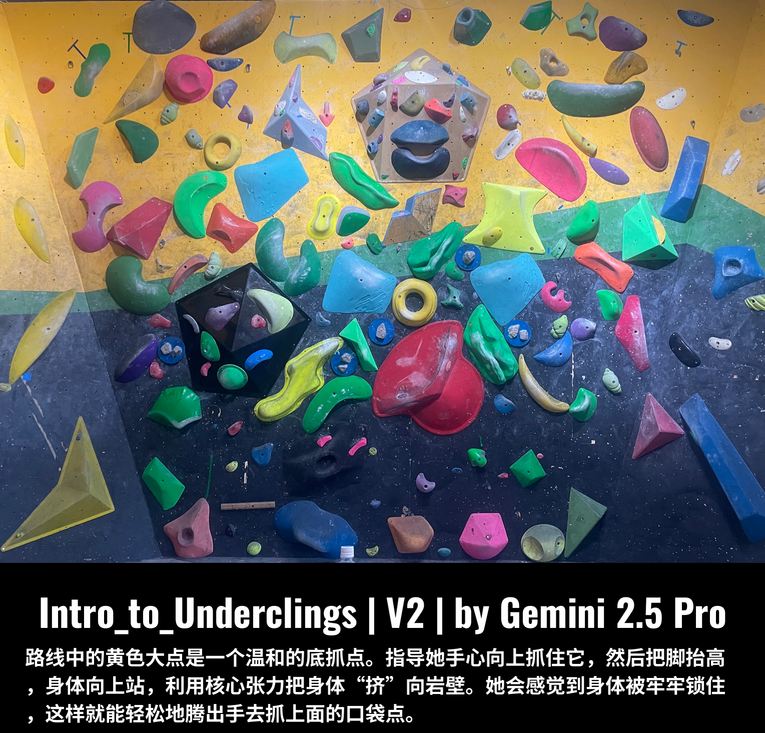 Intro_to_Underclings | V2 | by Gemini 2.5 Pro
路线中的黄色大点是一个温和的底抓点。指导她手心向上抓住它，然后把脚抬高
，身体向上站，利用核心张力把身体“挤”向岩壁。她会感觉到身体被牢牢锁住
，这样就能轻松地腾出手去抓上面的口袋点。